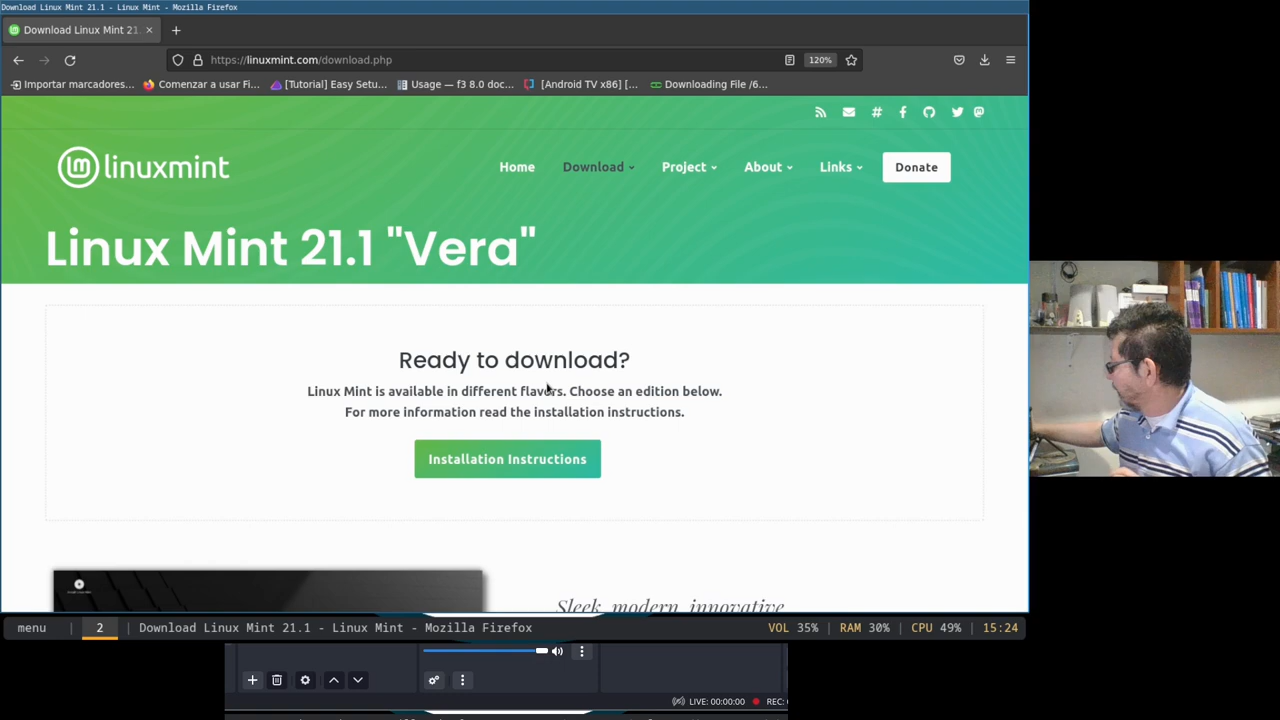 Download Linux Mint 21.1 - Linux Mint - Mozilla Firefox
Download Linux Mint 21.
https://linuxmint.com/download.php
120%
Importar marcadores...
Comenzar a usar Fi...
[Tutorial] Easy Setu...
Usage — f3 8.0 doc...
[Android TV x86] [...
Downloading File /6...
linuxmint
Home
Download
Project
About
Links
Donate
Linux Mint 21.1 "Vera"
Ready to download?
Linux Mint is available in different flavors. Choose an edition below.
For more information read the installation instructions.
Installation Instructions
Sleek, modern, innovative
menu | 2 | Download Linux Mint 21.1 - Linux Mint - Mozilla Firefox
VOL 35% | RAM 30% | CPU 49% | 15:24
LIVE: 00:00:00
REC: